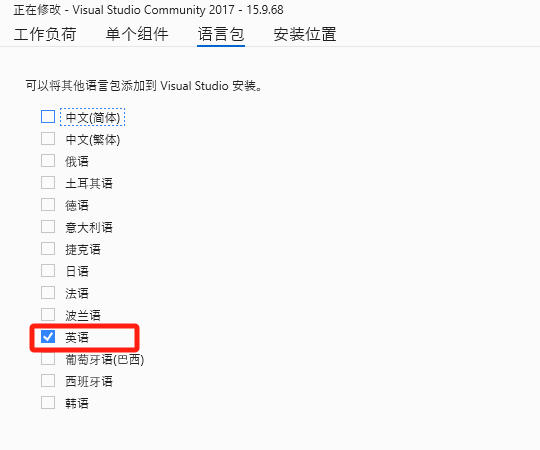 正在修改 - Visual Studio Community 2017 - 15.9.68
工作负荷 单个组件 语言包 安装位置
可以将其他语言包添加到 Visual Studio 安装。
中文(简体)
中文(繁体)
俄语
土耳其语
德语
意大利语
捷克语
日语
法语
波兰语
英语
葡萄牙语(巴西)
西班牙语
韩语